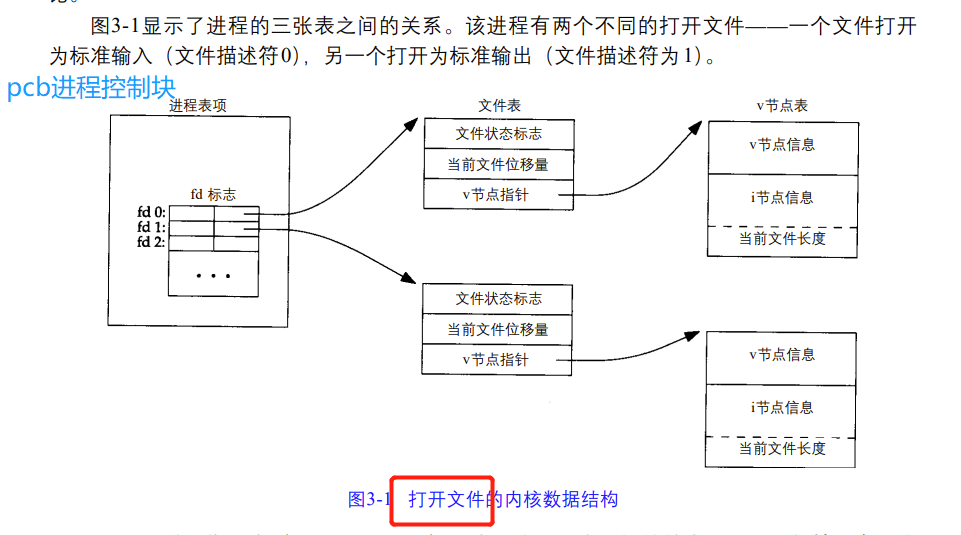 图3-1显示了进程的三张表之间的关系。该进程有两个不同的打开文件——一个文件打开
为标准输入（文件描述符0），另一个打开为标准输出（文件描述符为1）。
pcb进程控制块
进程表项
文件表
v节点表
文件状态标志
当前文件位移量
v节点指针
v节点信息
i节点信息
当前文件长度
fd 标志
fd 0:
fd 1:
fd 2:
• • •
文件状态标志
当前文件位移量
v节点指针
v节点信息
i节点信息
当前文件长度
图3-1 打开文件的内核数据结构